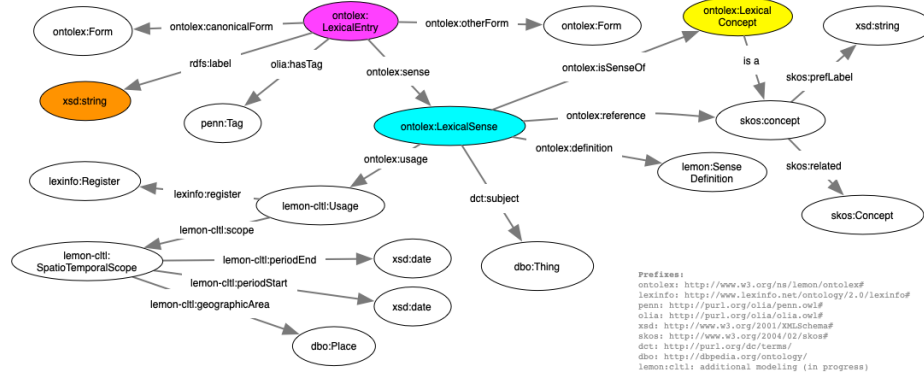 ontolex:
LexicalEntry
ontolex:canonicalForm
ontolex:Form
ontolex:otherForm
ontolex:Form
ontolex:Lexical
Concept
xsd:string
rdfs:label
olia:hasTag
ontolex:sense
ontolex:isSenseOf
is a
skos:prefLabel
xsd:string
penn:Tag
ontolex:LexicalSense
ontolex:reference
skos:concept
ontolex:definition
ontolex:usage
lemon:Sense
Definition
skos:related
lexinfo:Register
lexinfo:register
lemon-cltl:Usage
dct:subject
skos:Concept
lemon-cltl:scope
lemon-cltl:
SpatioTemporalScope
lemon-cltl:periodEnd
xsd:date
dbo:Thing
lemon-cltl:periodStart
xsd:date
lemon-cltl:geographicArea
dbo:Place
Prefixes:
ontolex: http://www.w3.org/ns/lemon/ontolex#
lexinfo: http://www.lexinfo.net/ontology/2.0/lexinfo#
penn: http://purl.org/olia/penn.owl#
olia: http://purl.org/olia/olia.owl#
xsd: http://www.w3.org/2001/XMLSchema#
skos: http://www.w3.org/2004/02/skos#
dct: http://purl.org/dc/terms/
dbo: http://dbpedia.org/ontology/
lemon:cltl: additional modeling (in progress)